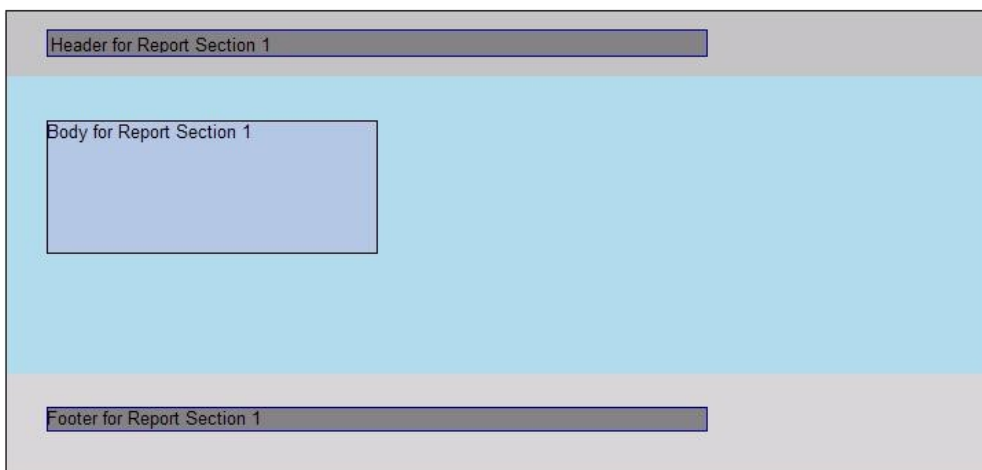 Header for Report Section 1
Body for Report Section 1
Footer for Report Section 1